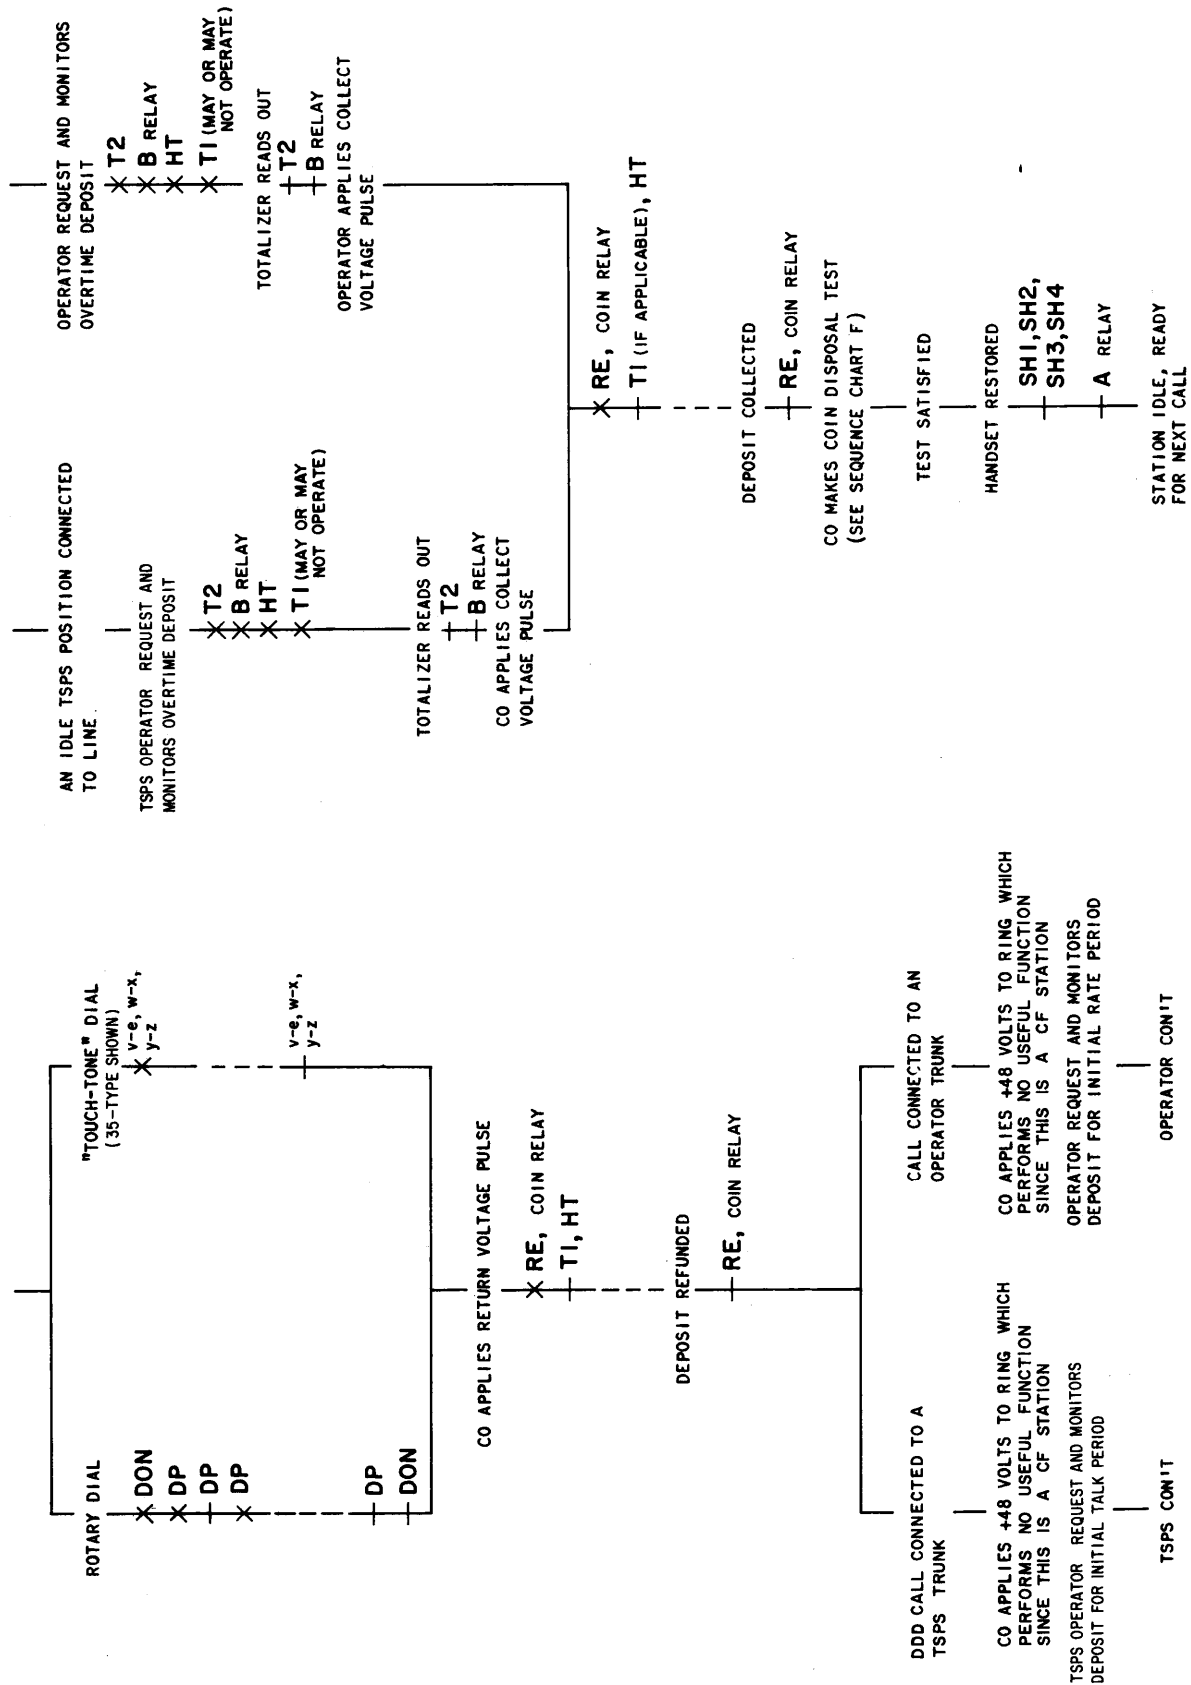 ROTARY DIAL
DON
DP
DP
DP
DP
DON
"TOUCH-TONE" DIAL
(35-TYPE SHOWN)
v-e, w-x,
y-z
v-e, w-x,
y-z
CO APPLIES RETURN VOLTAGE PULSE
RE, COIN RELAY
T1, HT
DEPOSIT REFUNDED
RE, COIN RELAY
DDD CALL CONNECTED TO A
TSPS TRUNK
CO APPLIES +48 VOLTS TO RING WHICH
PERFORMS NO USEFUL FUNCTION
SINCE THIS IS A CF STATION
TSPS OPERATOR REQUEST AND MONITORS
DEPOSIT FOR INITIAL TALK PERIOD
TSPS CON'T
CALL CONNECTED TO AN
OPERATOR TRUNK
CO APPLIES +48 VOLTS TO RING WHICH
PERFORMS NO USEFUL FUNCTION
SINCE THIS IS A CF STATION
OPERATOR REQUEST AND MONITORS
DEPOSIT FOR INITIAL RATE PERIOD
OPERATOR CON'T
AN IDLE TSPS POSITION CONNECTED
TO LINE
TSPS OPERATOR REQUEST AND
MONITORS OVERTIME DEPOSIT
T2
B RELAY
HT
T1 (MAY OR MAY
NOT OPERATE)
TOTALIZER READS OUT
T2
B RELAY
CO APPLIES COLLECT
VOLTAGE PULSE
OPERATOR REQUEST AND MONITORS
OVERTIME DEPOSIT
T2
B RELAY
HT
T1 (MAY OR MAY
NOT OPERATE)
TOTALIZER READS OUT
T2
B RELAY
OPERATOR APPLIES COLLECT
VOLTAGE PULSE
RE, COIN RELAY
T1 (IF APPLICABLE), HT
DEPOSIT COLLECTED
RE, COIN RELAY
CO MAKES COIN DISPOSAL TEST
(SEE SEQUENCE CHART F)
TEST SATISFIED
HANDSET RESTORED
SH1, SH2,
SH3, SH4
A RELAY
STATION IDLE, READY
FOR NEXT CALL